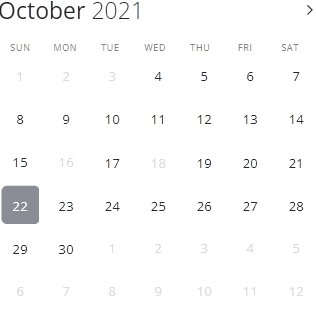 October 2021
SUN MON TUE WED THU FRI SAT
1 2 3 4 5 6 7
8 9 10 11 12 13 14
15 16 17 18 19 20 21
22 23 24 25 26 27 28
29 30 1 2 3 4 5
6 7 8 9 10 11 12